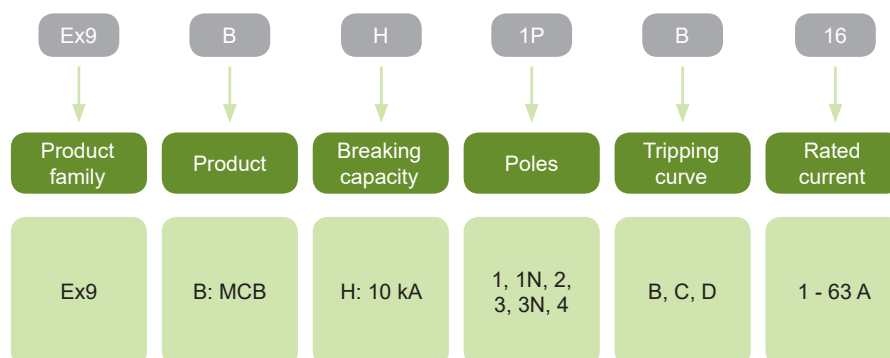 Ex9 B H 1P B 16
Product family
Product
Breaking capacity
Poles
Tripping curve
Rated current
Ex9
B: MCB
H: 10 kA
1, 1N, 2,
3, 3N, 4
B, C, D
1 - 63 A